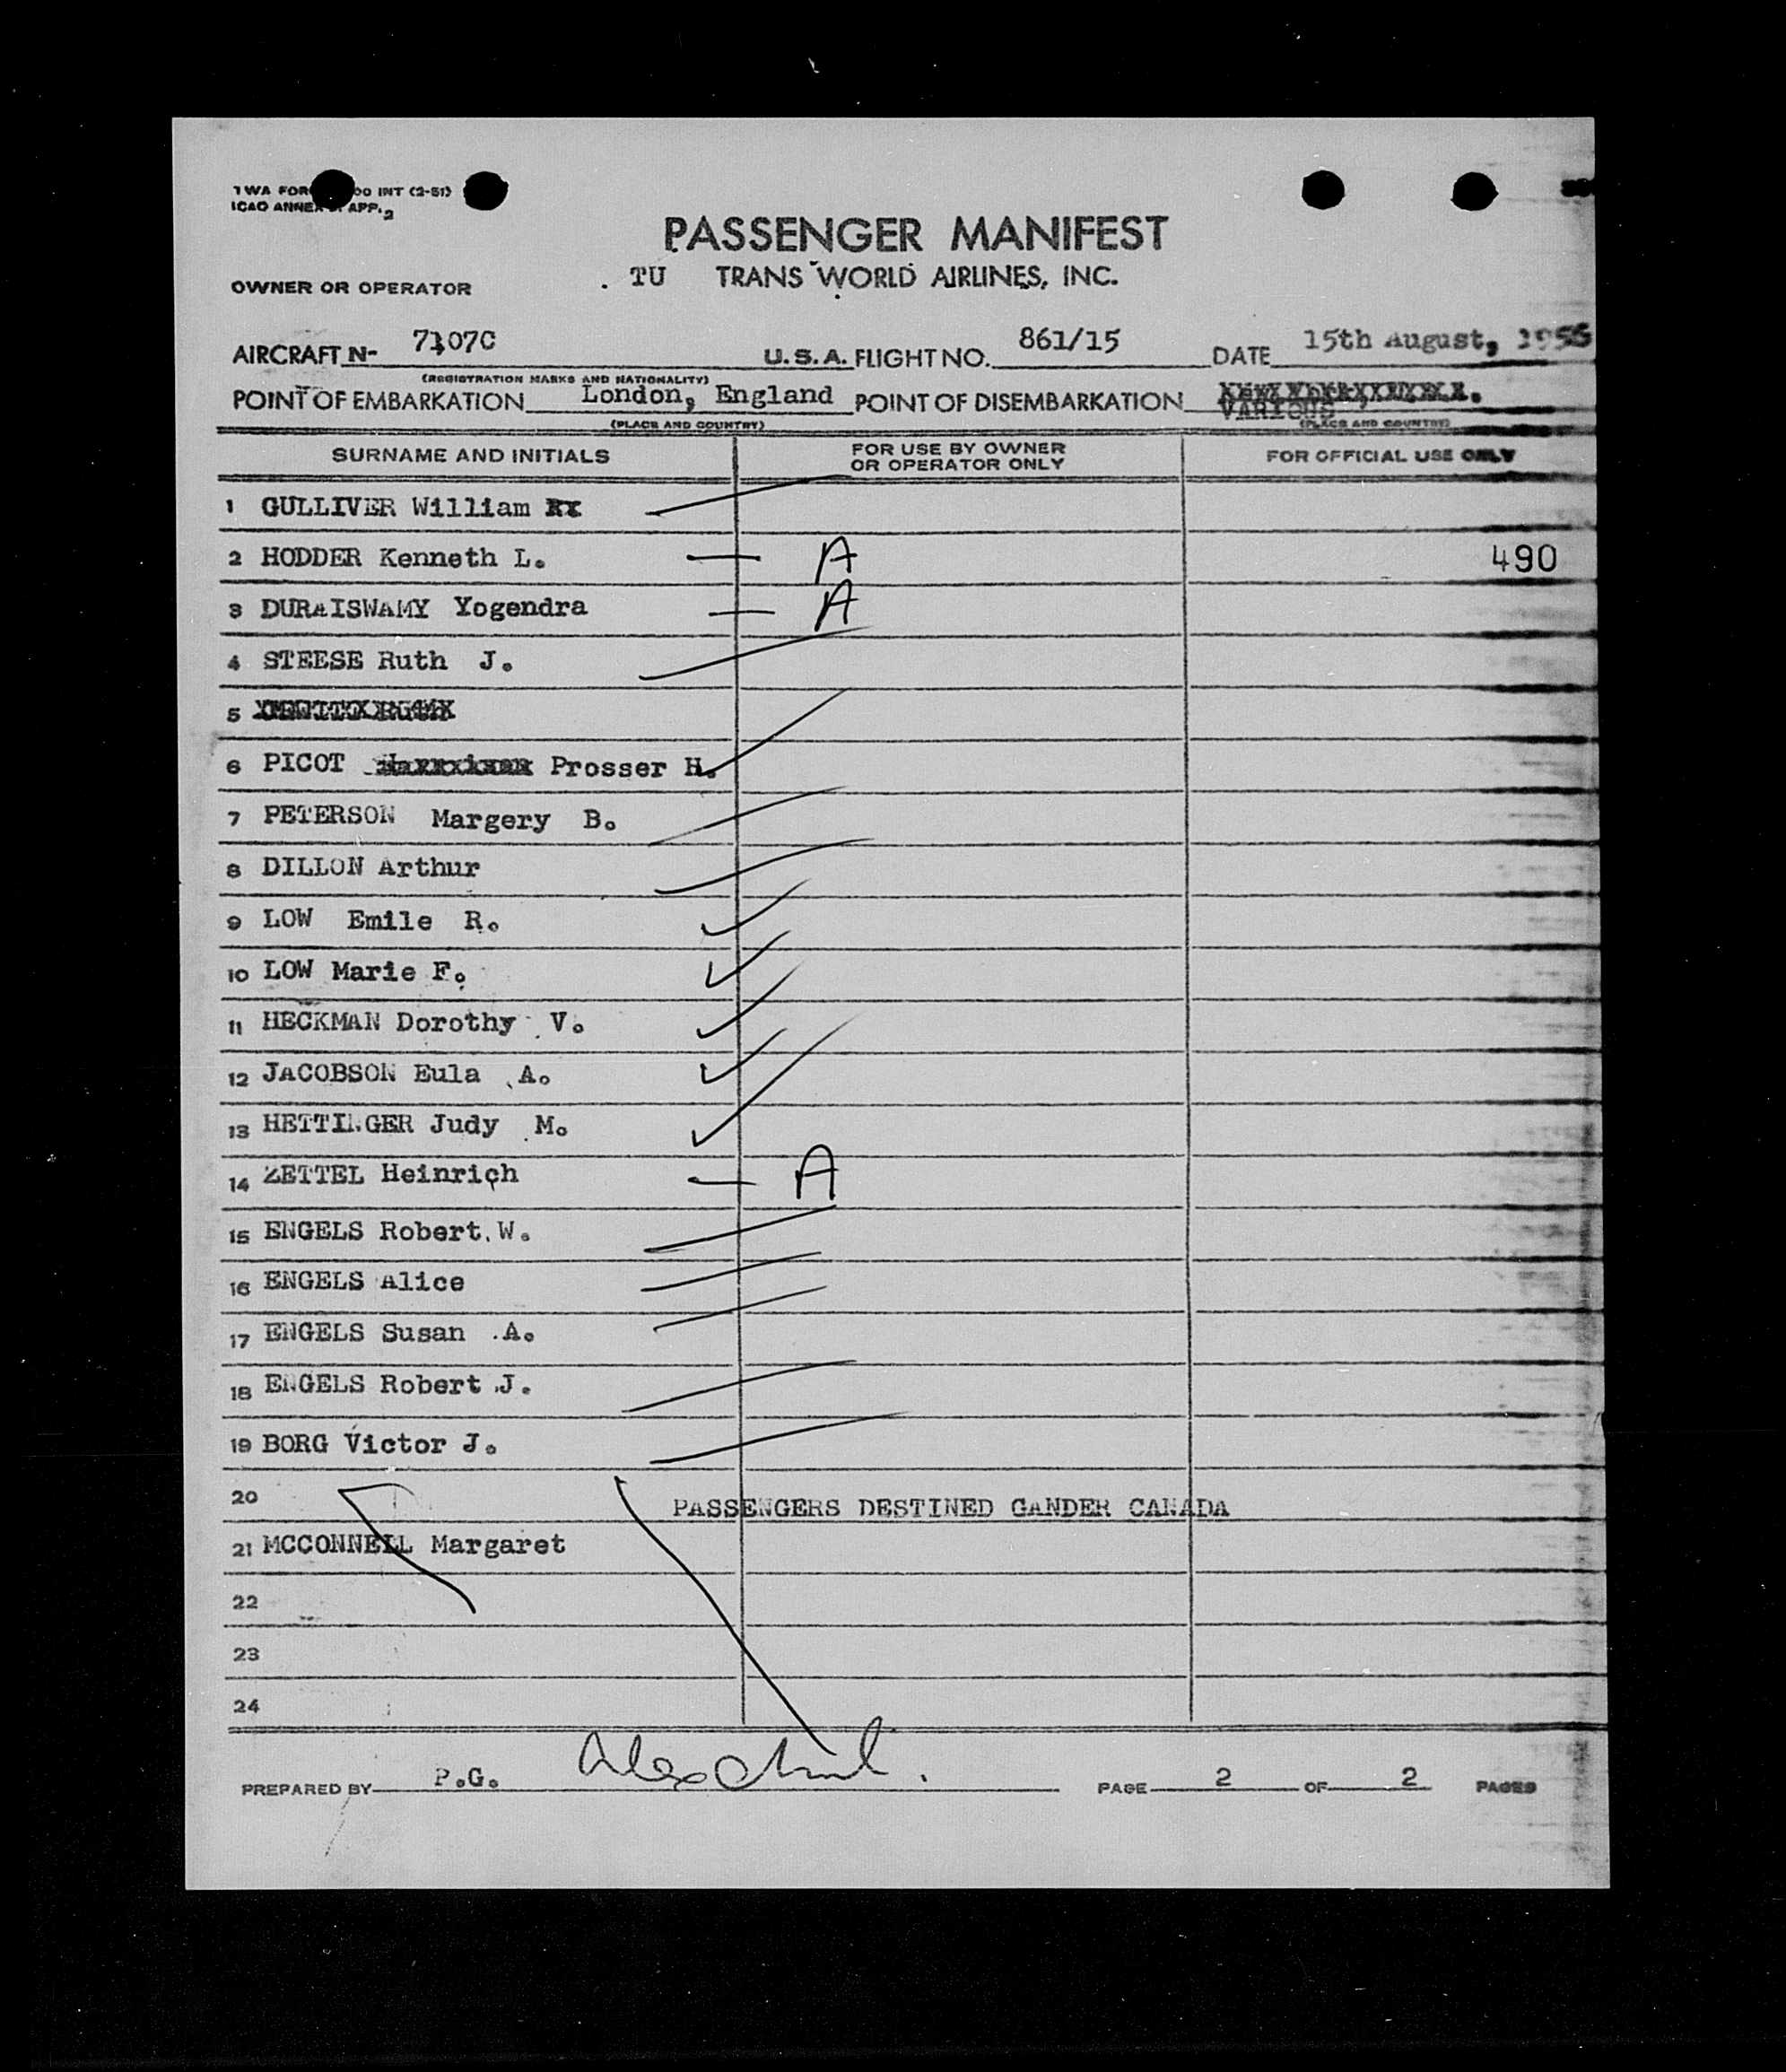 TWA FOR 00 INT (2-51)
ICAO ANNEX 9. APP. 2
PASSENGER MANIFEST
OWNER OR OPERATOR TU TRANS WORLD AIRLINES, INC.
AIRCRAFT N- 7107C U.S.A. FLIGHT NO. 861/15 DATE 15th August, 1956
(REGISTRATION MARKS AND NATIONALITY)
POINT OF EMBARKATION London, England POINT OF DISEMBARKATION VARIOUS
(PLACE AND COUNTRY) (PLACE AND COUNTRY)
SURNAME AND INITIALS FOR USE BY OWNER OR OPERATOR ONLY FOR OFFICIAL USE ONLY
1 GULLIVER William
2 HODDER Kenneth L. — A 490
3 DURAISWAMY Yogendra — A
4 STEESE Ruth J.
5
6 PICOT Prosser H.
7 PETERSON Margery B.
8 DILLON Arthur
9 LOW Emile R.
10 LOW Marie F.
11 HECKMAN Dorothy V.
12 JACOBSON Eula A.
13 HETTINGER Judy M.
14 ZETTEL Heinrich — A
15 ENGELS Robert W.
16 ENGELS Alice
17 ENGELS Susan A.
18 ENGELS Robert J.
19 BORG Victor J.
20 PASSENGERS DESTINED GANDER CANADA
21 MCCONNELL Margaret
22
23
24
PREPARED BY P.G. PAGE 2 OF 2 PAGES